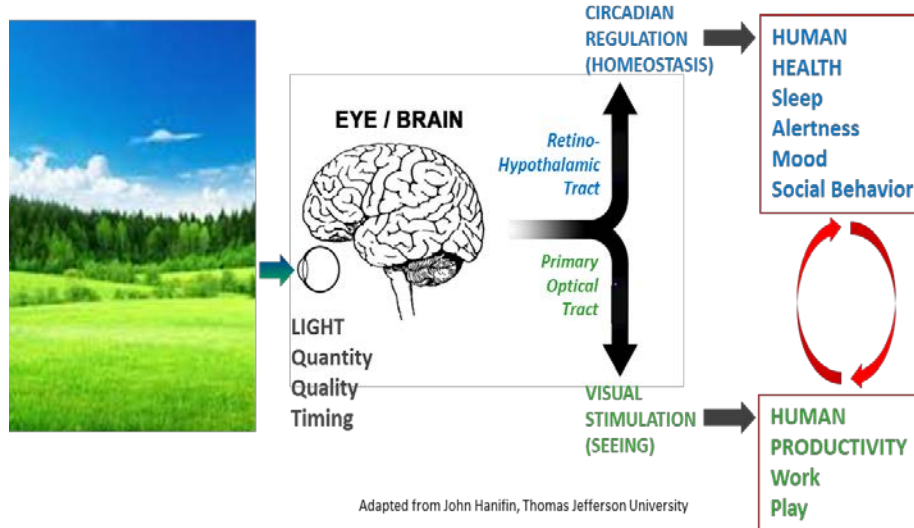 CIRCADIAN
REGULATION
(HOMEOSTASIS)
HUMAN
HEALTH
Sleep
Alertness
Mood
Social Behavior
EYE / BRAIN
Retino-
Hypothalamic
Tract
Primary
Optical
Tract
LIGHT
Quantity
Quality
Timing
VISUAL
STIMULATION
(SEEING)
HUMAN
PRODUCTIVITY
Work
Play
Adapted from John Hanifin, Thomas Jefferson University